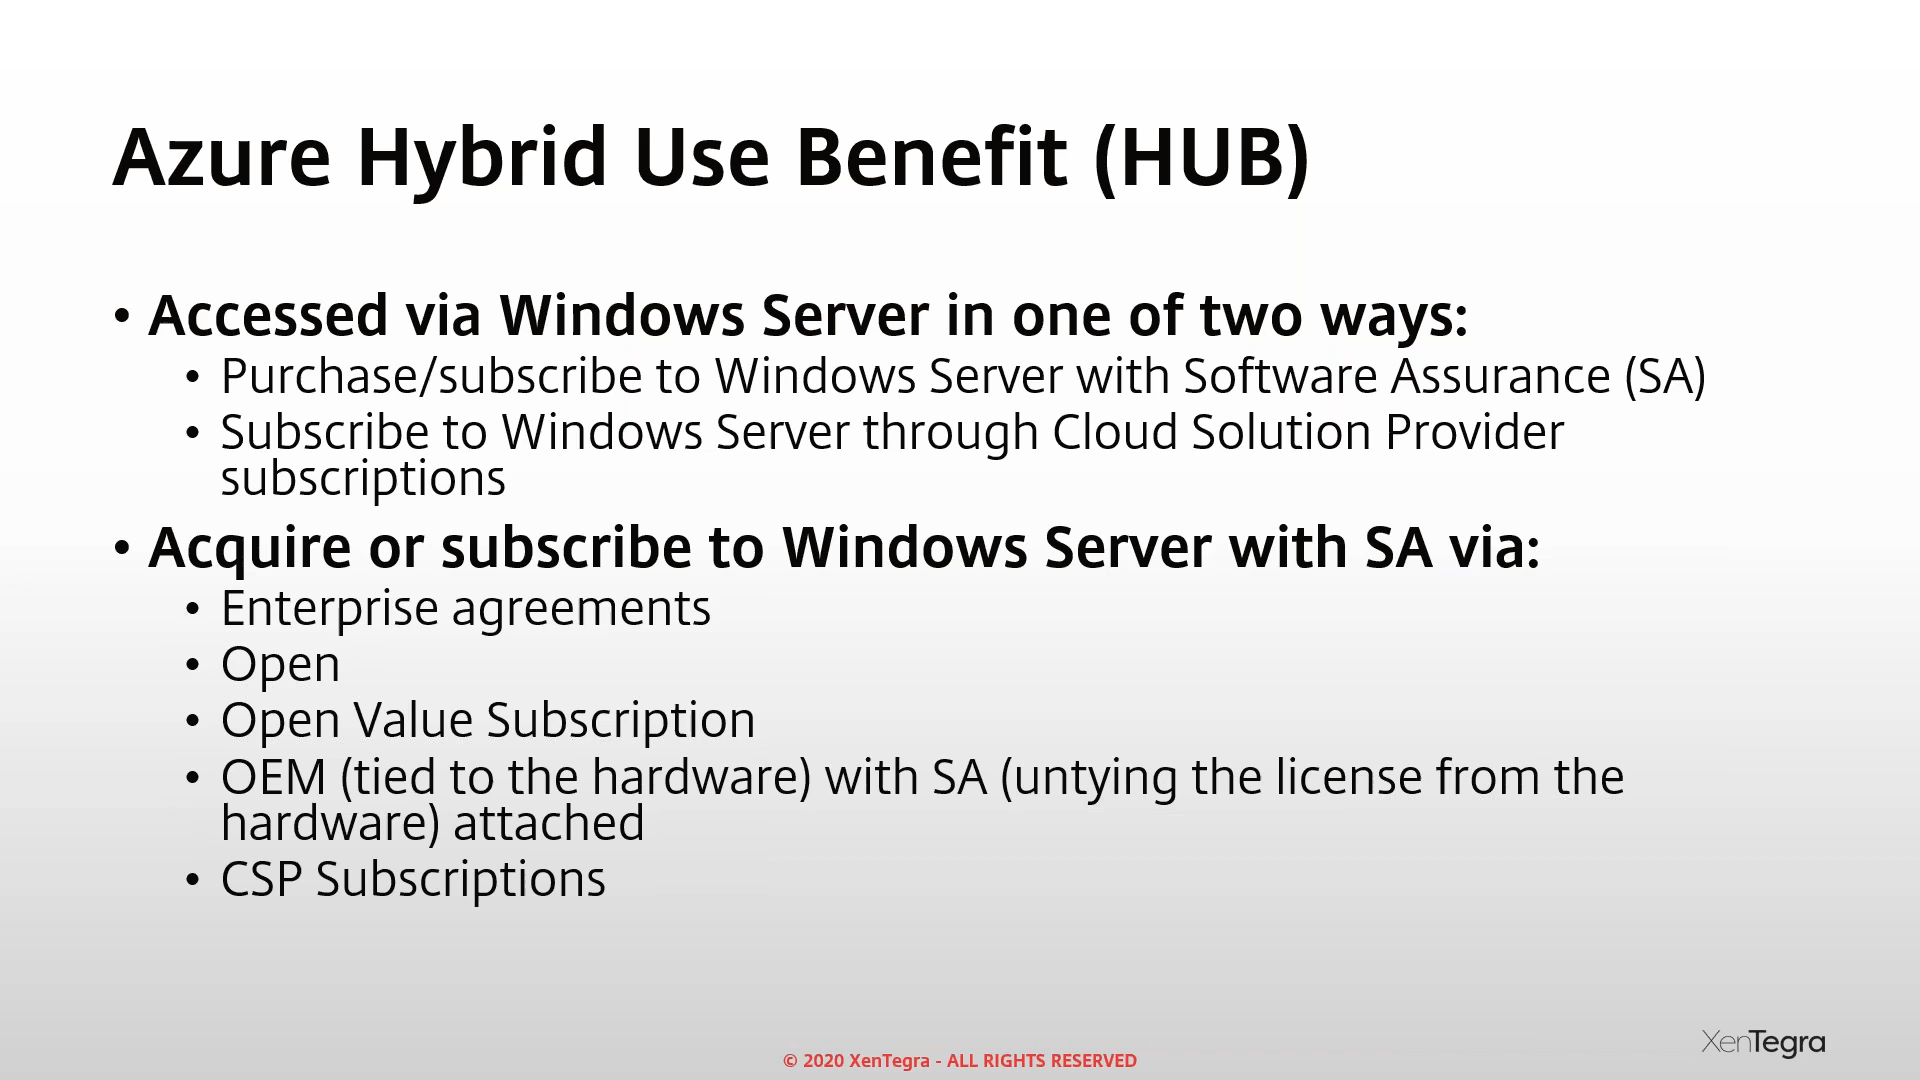 Azure Hybrid Use Benefit (HUB)
• Accessed via Windows Server in one of two ways:
• Purchase/subscribe to Windows Server with Software Assurance (SA)
• Subscribe to Windows Server through Cloud Solution Provider
subscriptions
• Acquire or subscribe to Windows Server with SA via:
• Enterprise agreements
• Open
• Open Value Subscription
• OEM (tied to the hardware) with SA (untying the license from the
hardware) attached
• CSP Subscriptions
XenTegra
© 2020 XenTegra - ALL RIGHTS RESERVED